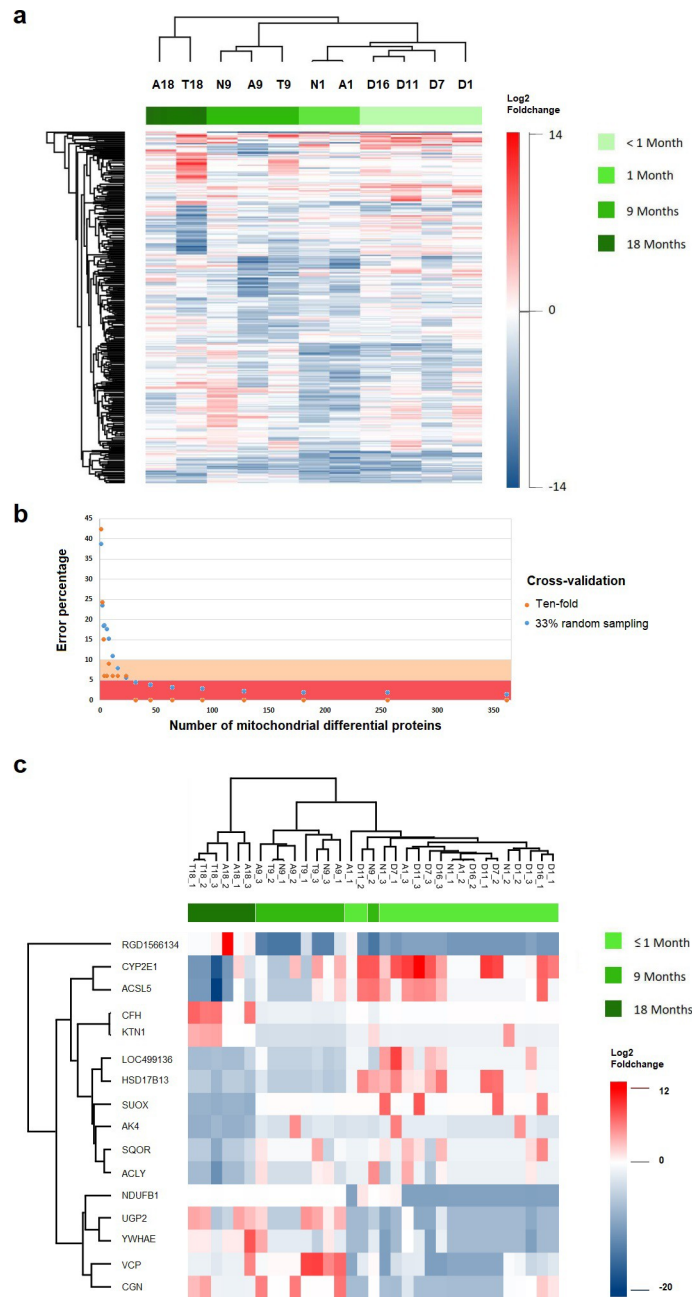 a
A18 T18 N9 A9 T9 N1 A1 D16 D11 D7 D1
Log2
Foldchange
14
0
-14
< 1 Month
1 Month
9 Months
18 Months
b
Error percentage
45
40
35
30
25
20
15
10
5
0
0 50 100 150 200 250 300 350
Number of mitochondrial differential proteins
Cross-validation
Ten-fold
33% random sampling
c
T18_1 T18_2 T18_3 A18_2 A18_1 A18_3 A9_3 T9_2 N9_1 A9_2 T9_1 T9_3 N9_3 A9_1 A1_1 D11_2 N9_2 N1_3 D7_1 A1_3 D11_3 D7_3 D16_3 N1_1 A1_2 D16_2 D11_1 D7_2 N1_2 D1_2 D1_3 D16_1 D1_1
RGD1566134
CYP2E1
ACSL5
CFH
KTN1
LOC499136
HSD17B13
SUOX
AK4
SQOR
ACLY
NDUFB1
UGP2
YWHAE
VCP
CGN
≤ 1 Month
9 Months
18 Months
Log2
Foldchange
12
0
-20